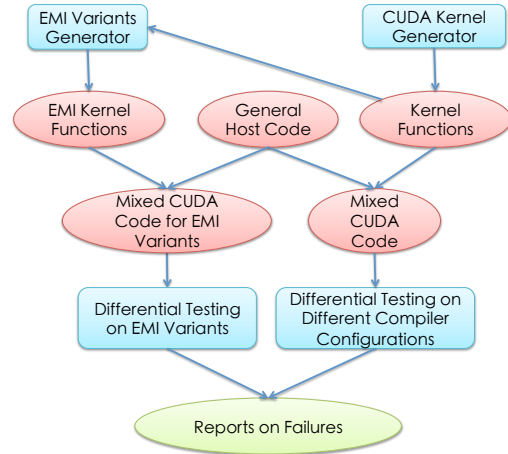 EMI Variants
Generator
CUDA Kernel
Generator
EMI Kernel
Functions
General
Host Code
Kernel
Functions
Mixed CUDA
Code for EMI
Variants
Mixed
CUDA
Code
Differential Testing
on EMI Variants
Differential Testing on
Different Compiler
Configurations
Reports on Failures